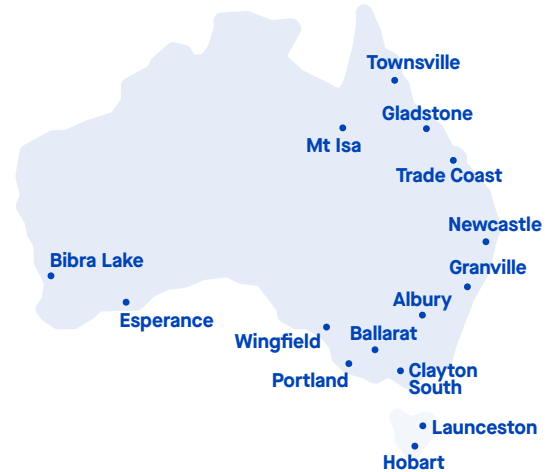 Townsville
Gladstone
Mt Isa
Trade Coast
Newcastle
Bibra Lake
Granville
Albury
Esperance
Ballarat
Wingfield
Clayton
South
Portland
Launceston
Hobart